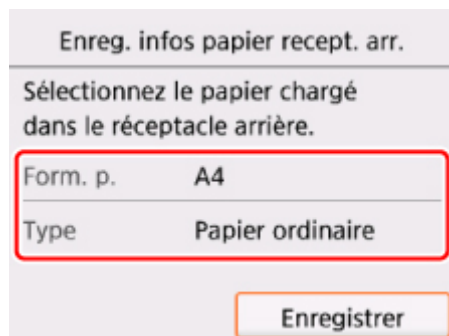 Enreg. infos papier recept. arr.
Sélectionnez le papier chargé
dans le réceptacle arrière.
Form. p. A4
Type Papier ordinaire
Enregistrer